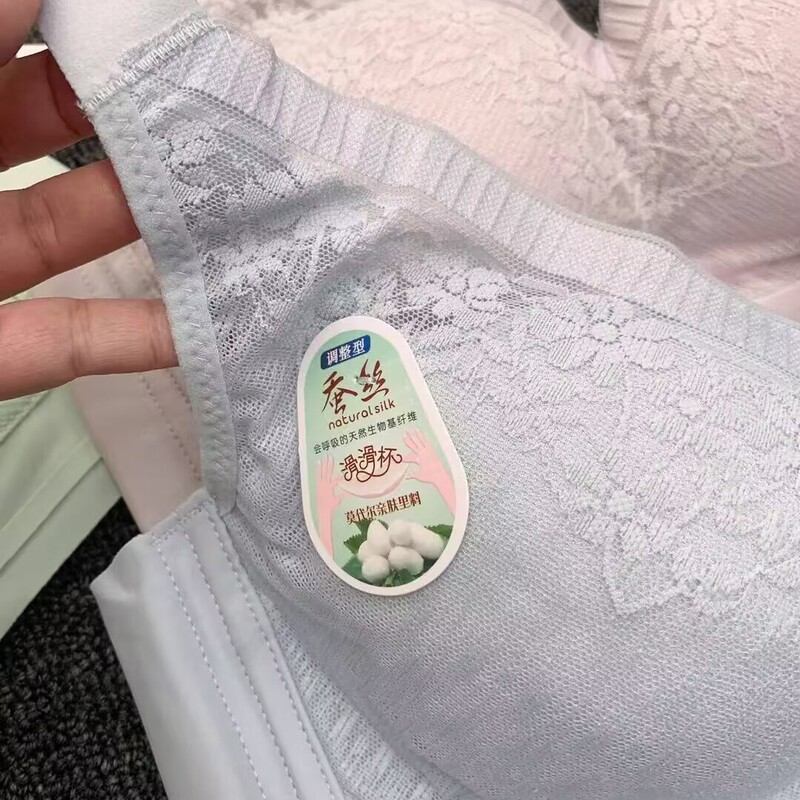 调整型
蚕丝
natural silk
会呼吸的天然生物基纤维
滑滑杯
莫代尔亲肤里料